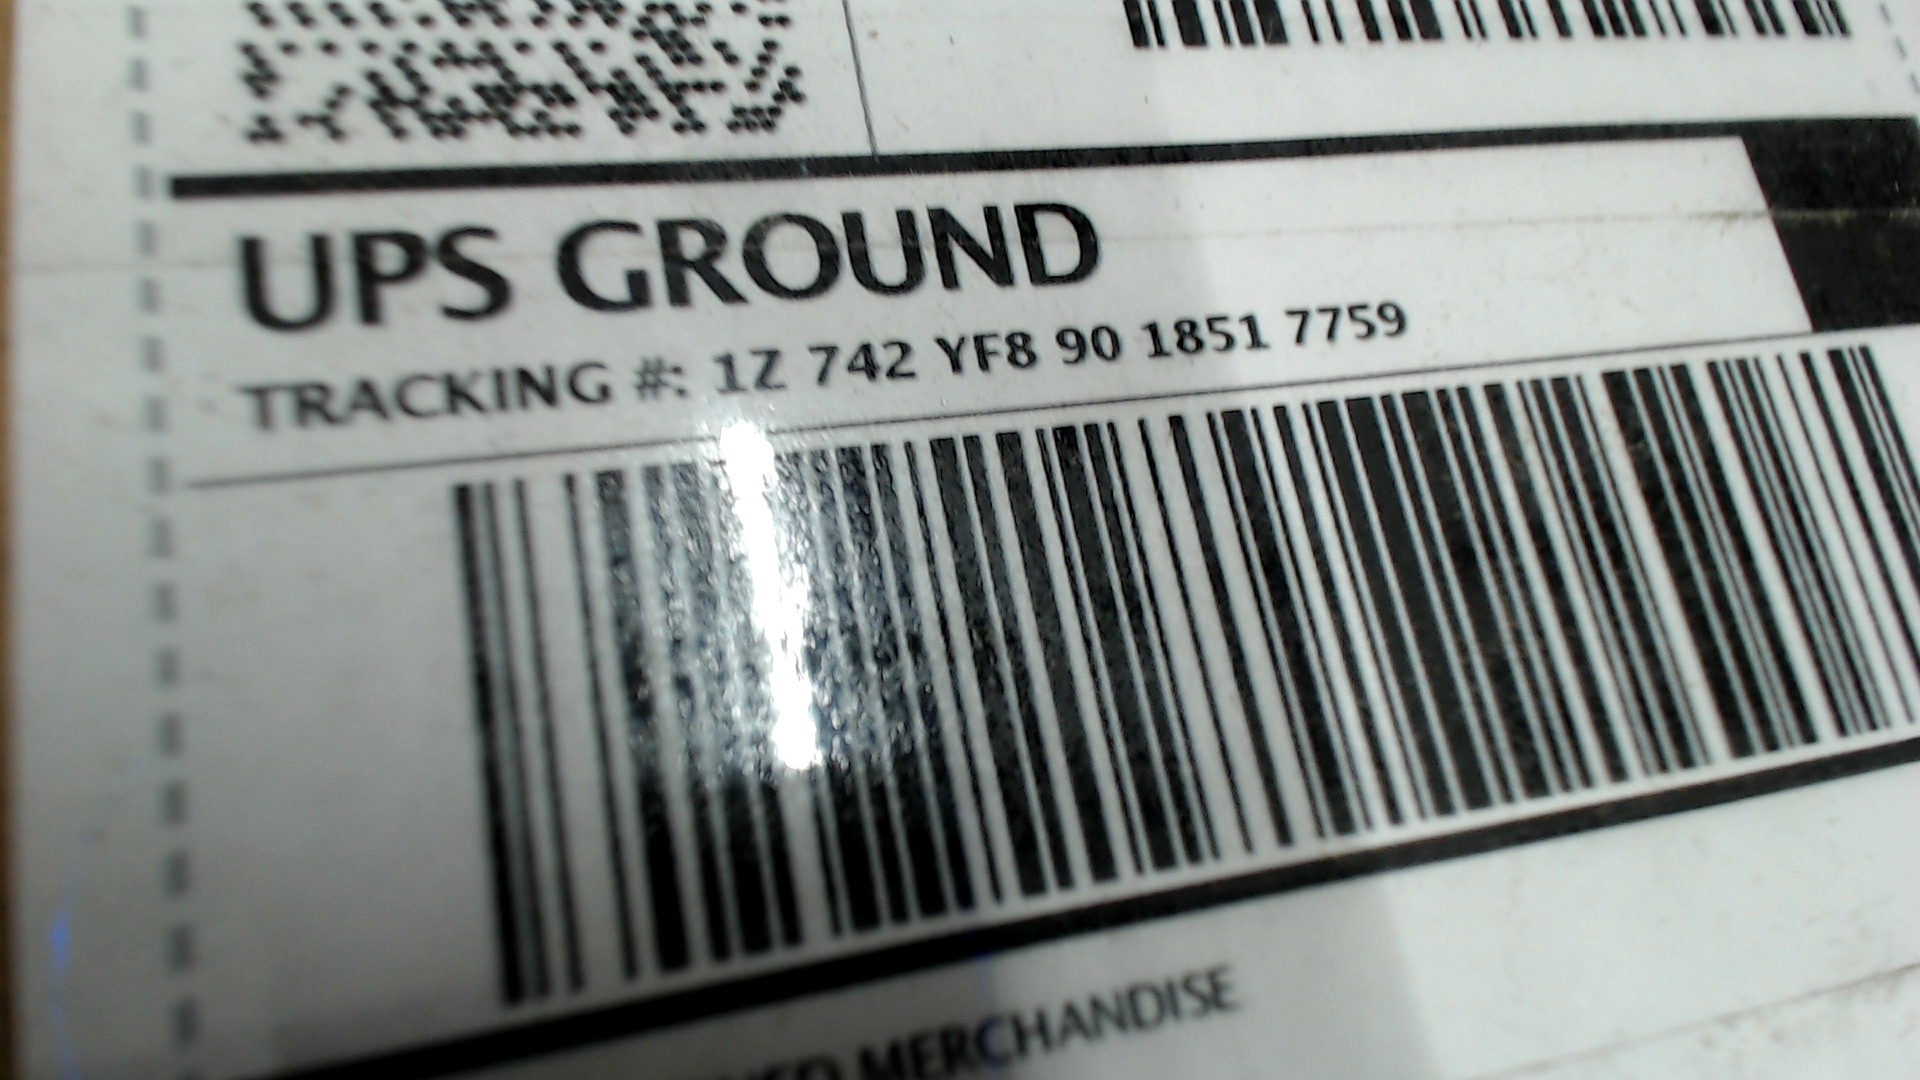 UPS GROUND
TRACKING #: 1Z 742 YF8 90 1851 7759
MERCHANDISE